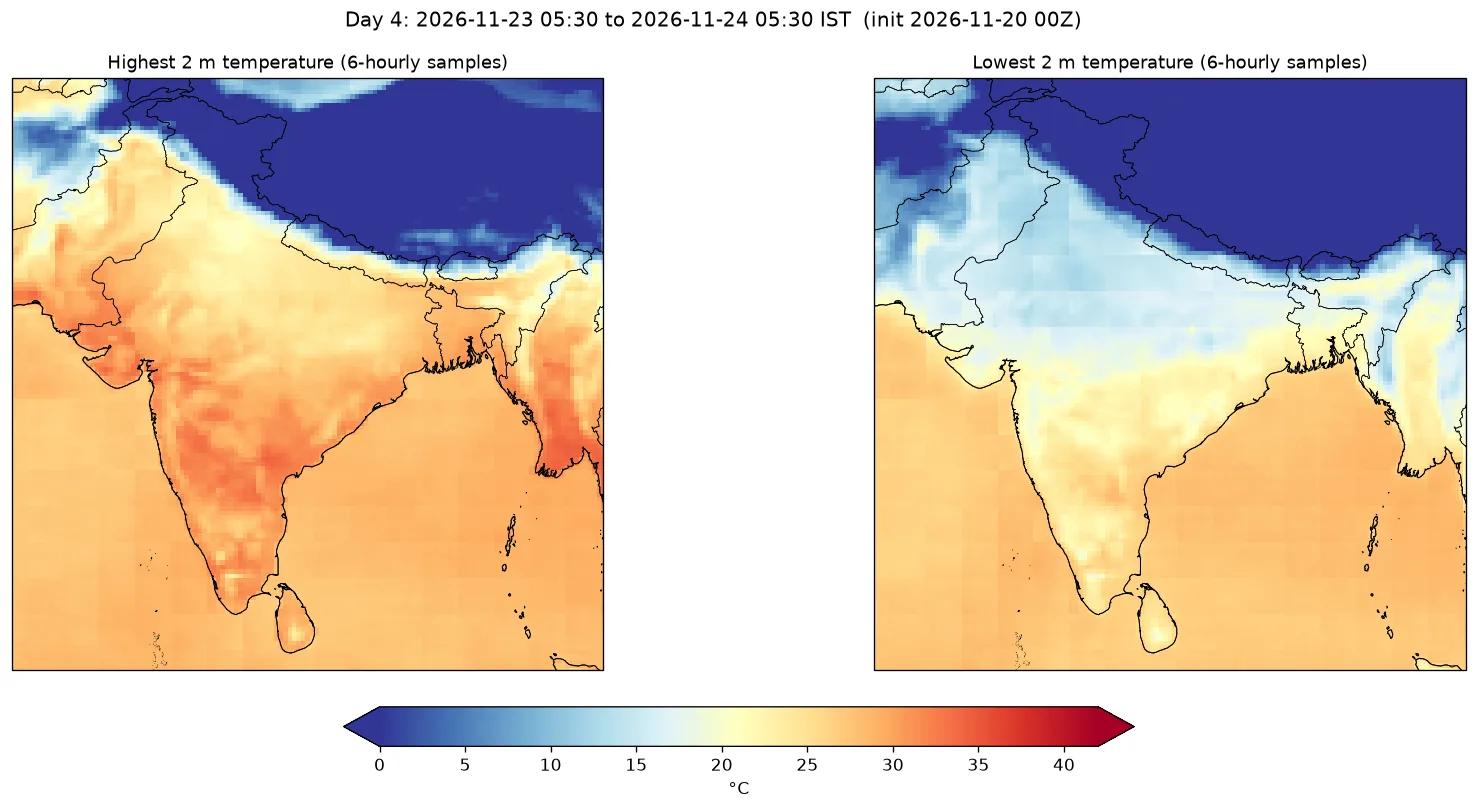 Day 4: 2026-11-23 05:30 to 2026-11-24 05:30 IST  (init 2026-11-20 00Z)
Highest 2 m temperature (6-hourly samples)
Lowest 2 m temperature (6-hourly samples)
0 5 10 15 20 25 30 35 40
°C